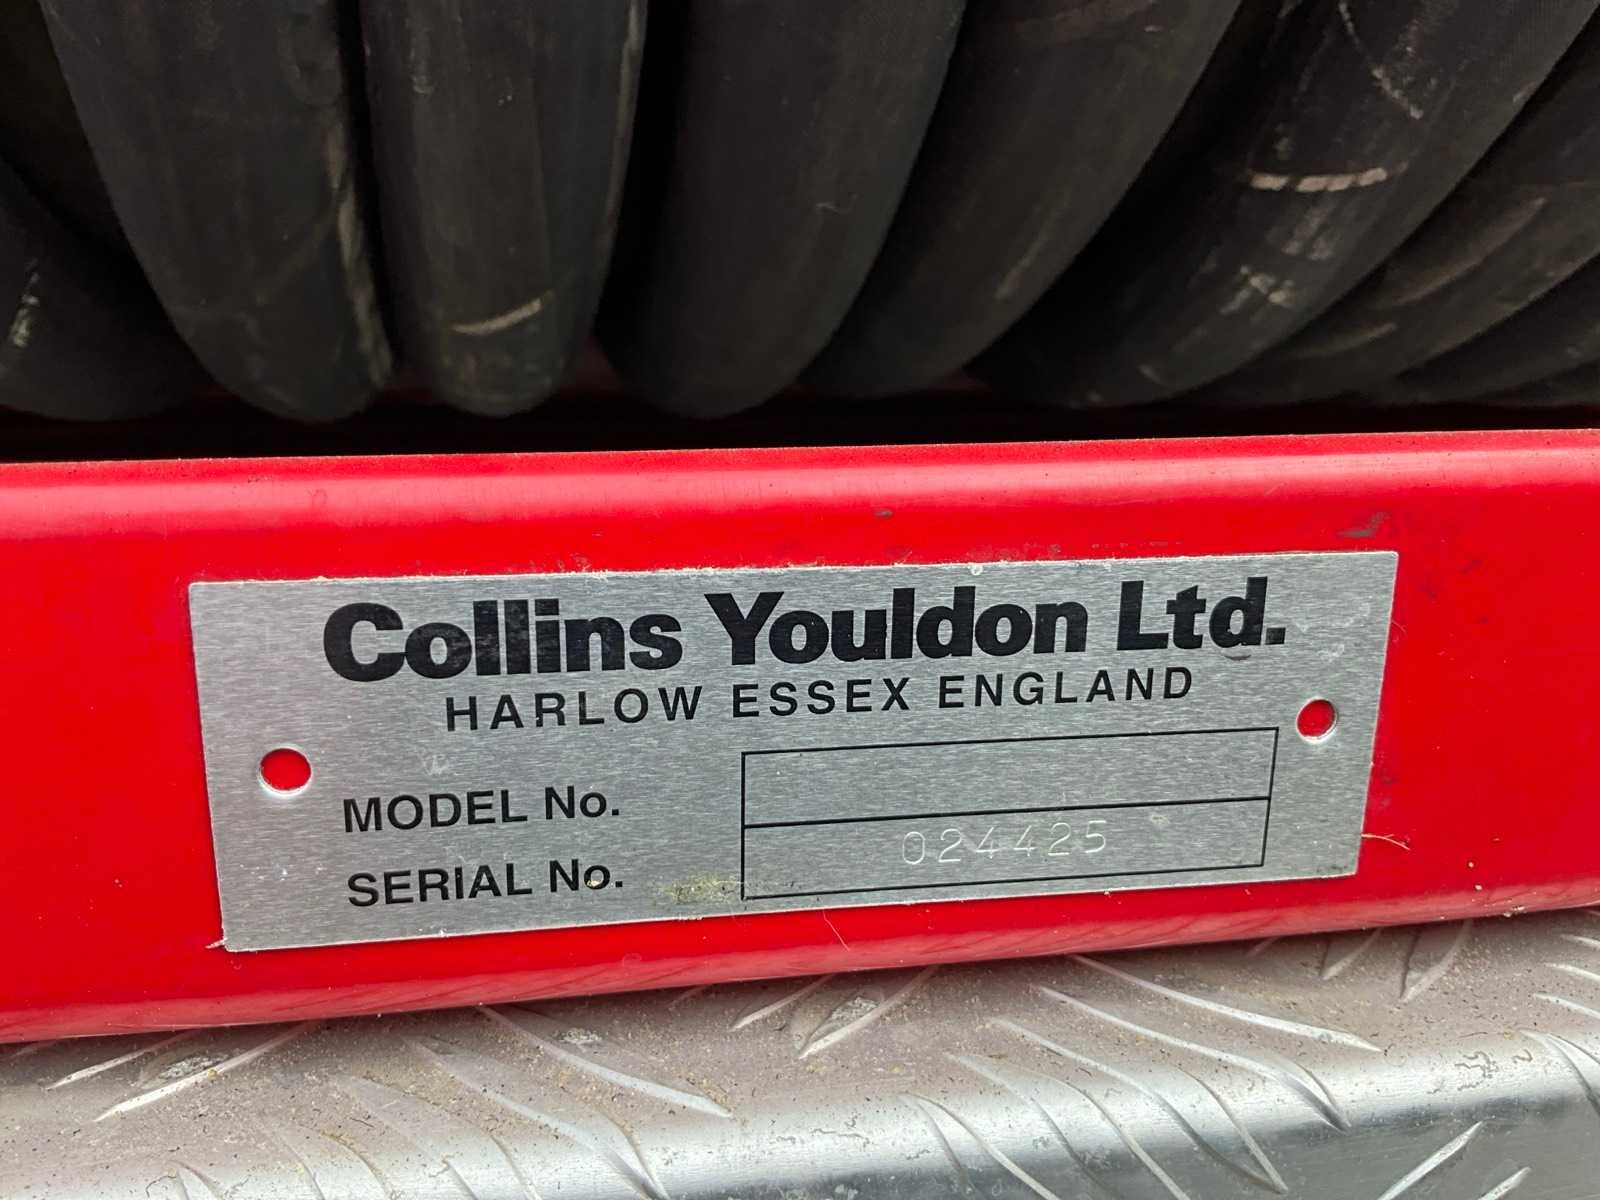 Collins Youldon Ltd.
HARLOW ESSEX ENGLAND
MODEL No.
SERIAL No. 024425